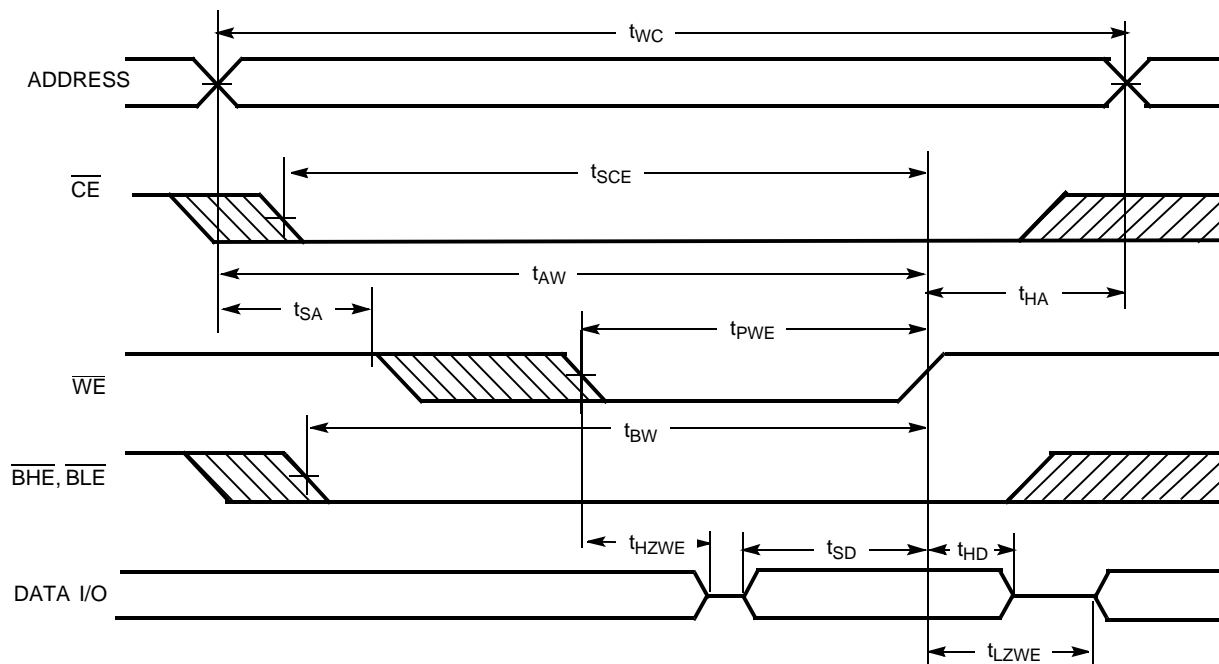 tWC
ADDRESS
tSCE
CE
tAW
tSA
tHA
tPWE
WE
tBW
BHE, BLE
tHZWE
tSD
tHD
DATA I/O
tLZWE